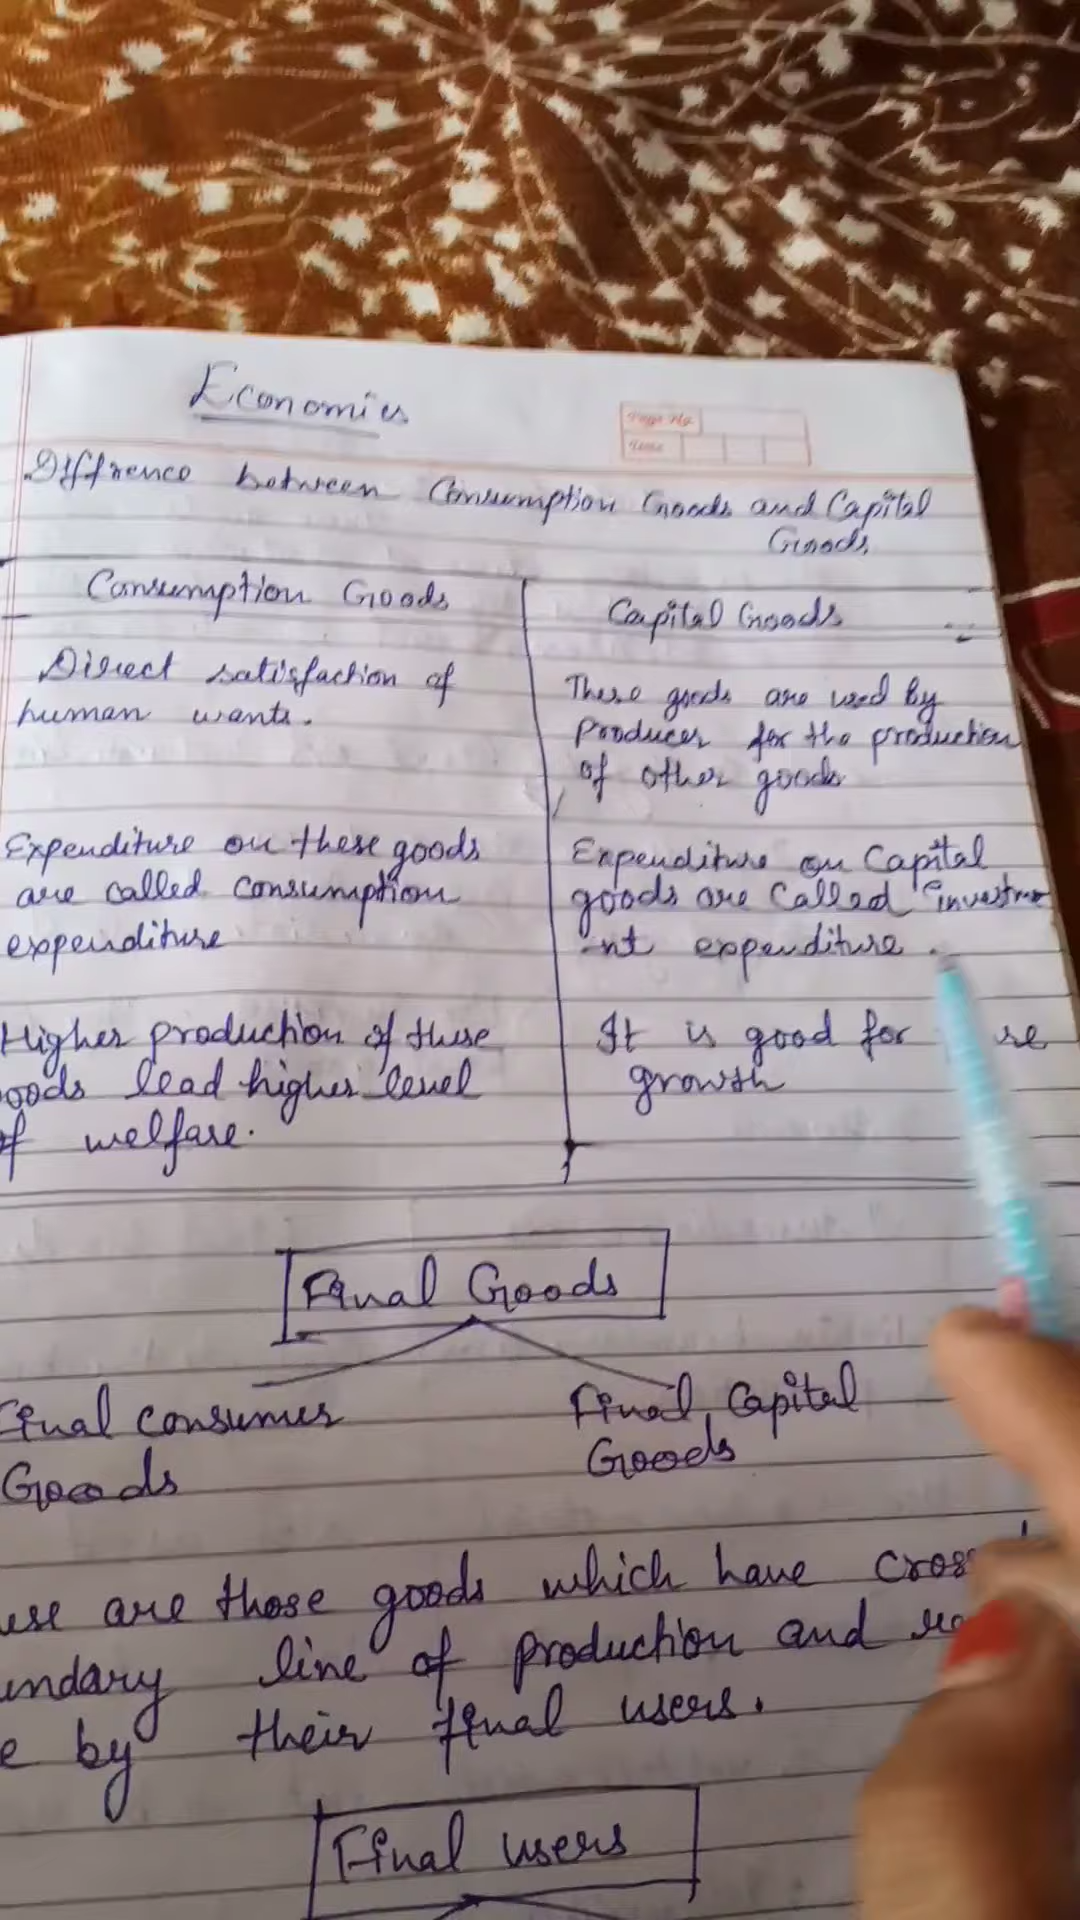 Economics
Page No.
Diffrence between Consumption Goods and Capital
Goods
Consumption Goods
Direct satisfaction of
human wants.
Expenditure on these goods
are called consumption
expenditure
Higher production of these
oods lead higher level
of welfare.
Capital Goods
These goods are used by
Producer for the production
of other goods
Expenditure on Capital
goods are Called investme
-nt expenditure.
It is good for
growth
Final Goods
Final consumer
Goods
Final Capital
Goods
are those goods which have
line of production and
by their final users.
Final users